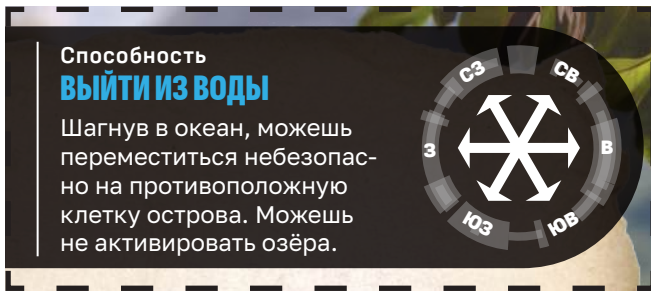 Способность
ВЫЙТИ ИЗ ВОДЫ
Шагнув в океан, можешь
переместиться небезопас-
но на противоположную
клетку острова. Можешь
не активировать озёра.
СЗ
СВ
З
В
ЮЗ
ЮВ